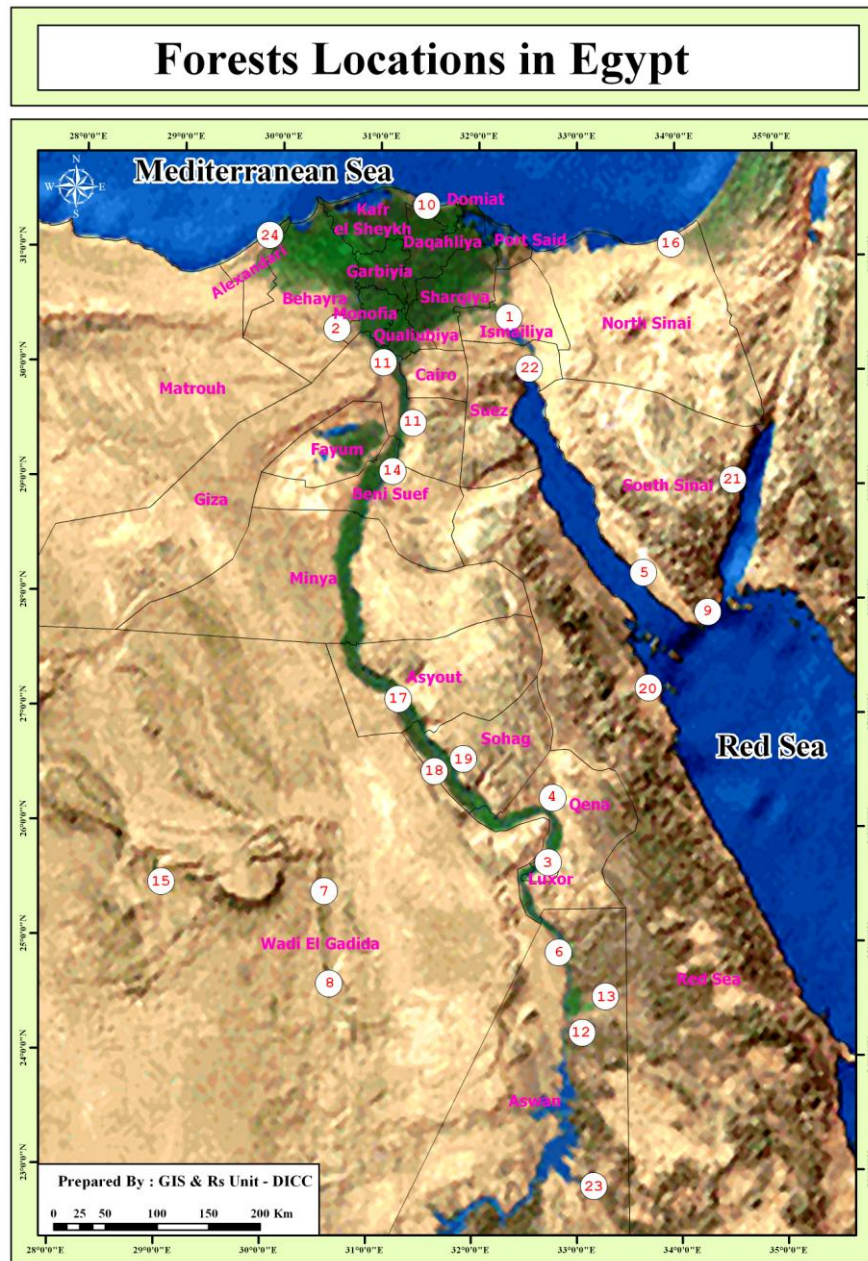 Forests Locations in Egypt
28°0'0"E 29°0'0"E 30°0'0"E 31°0'0"E 32°0'0"E 33°0'0"E 34°0'0"E 35°0'0"E
N
W E
S
Mediterranean Sea
Kafr
el Sheykh
10
Domiat
24
Daqahliya
Port Said
16
31°0'0"N
Alexandari
Garbiyia
Behayra
Shargiya
Monofia
1
2
Qualiubiya
Ismailiya
North Sinai
30°0'0"N
11
Cairo
22
Matrouh
Suez
11
Fayum
14
29°0'0"N
Beni Suef
South Sinai
21
Giza
Minya
5
28°0'0"N
9
Asyout
17
20
27°0'0"N
Sohag
19
18
Red Sea
4
Qena
26°0'0"N
3
Luxor
15
7
25°0'0"N
Wadi El Gadida
6
8
13
Red Sea
12
24°0'0"N
Aswan
23°0'0"N
23
Prepared By : GIS & Rs Unit - DICC
0 25 50 100 150 200 Km
28°0'0"E 29°0'0"E 30°0'0"E 31°0'0"E 32°0'0"E 33°0'0"E 34°0'0"E 35°0'0"E